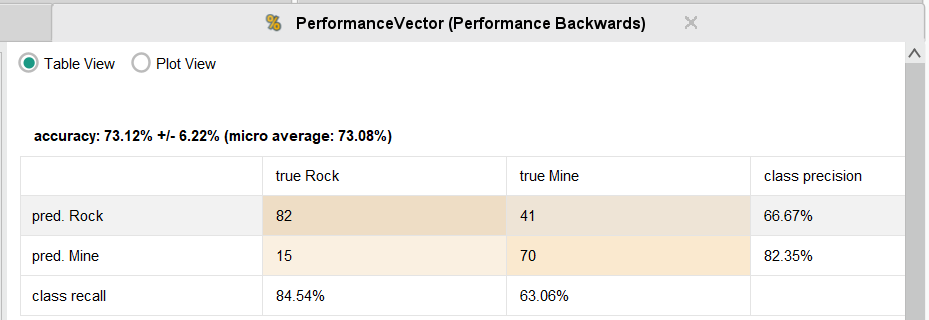 PerformanceVector (Performance Backwards)
Table View Plot View
accuracy: 73.12% +/- 6.22% (micro average: 73.08%)
true Rock true Mine class precision
pred. Rock 82 41 66.67%
pred. Mine 15 70 82.35%
class recall 84.54% 63.06%